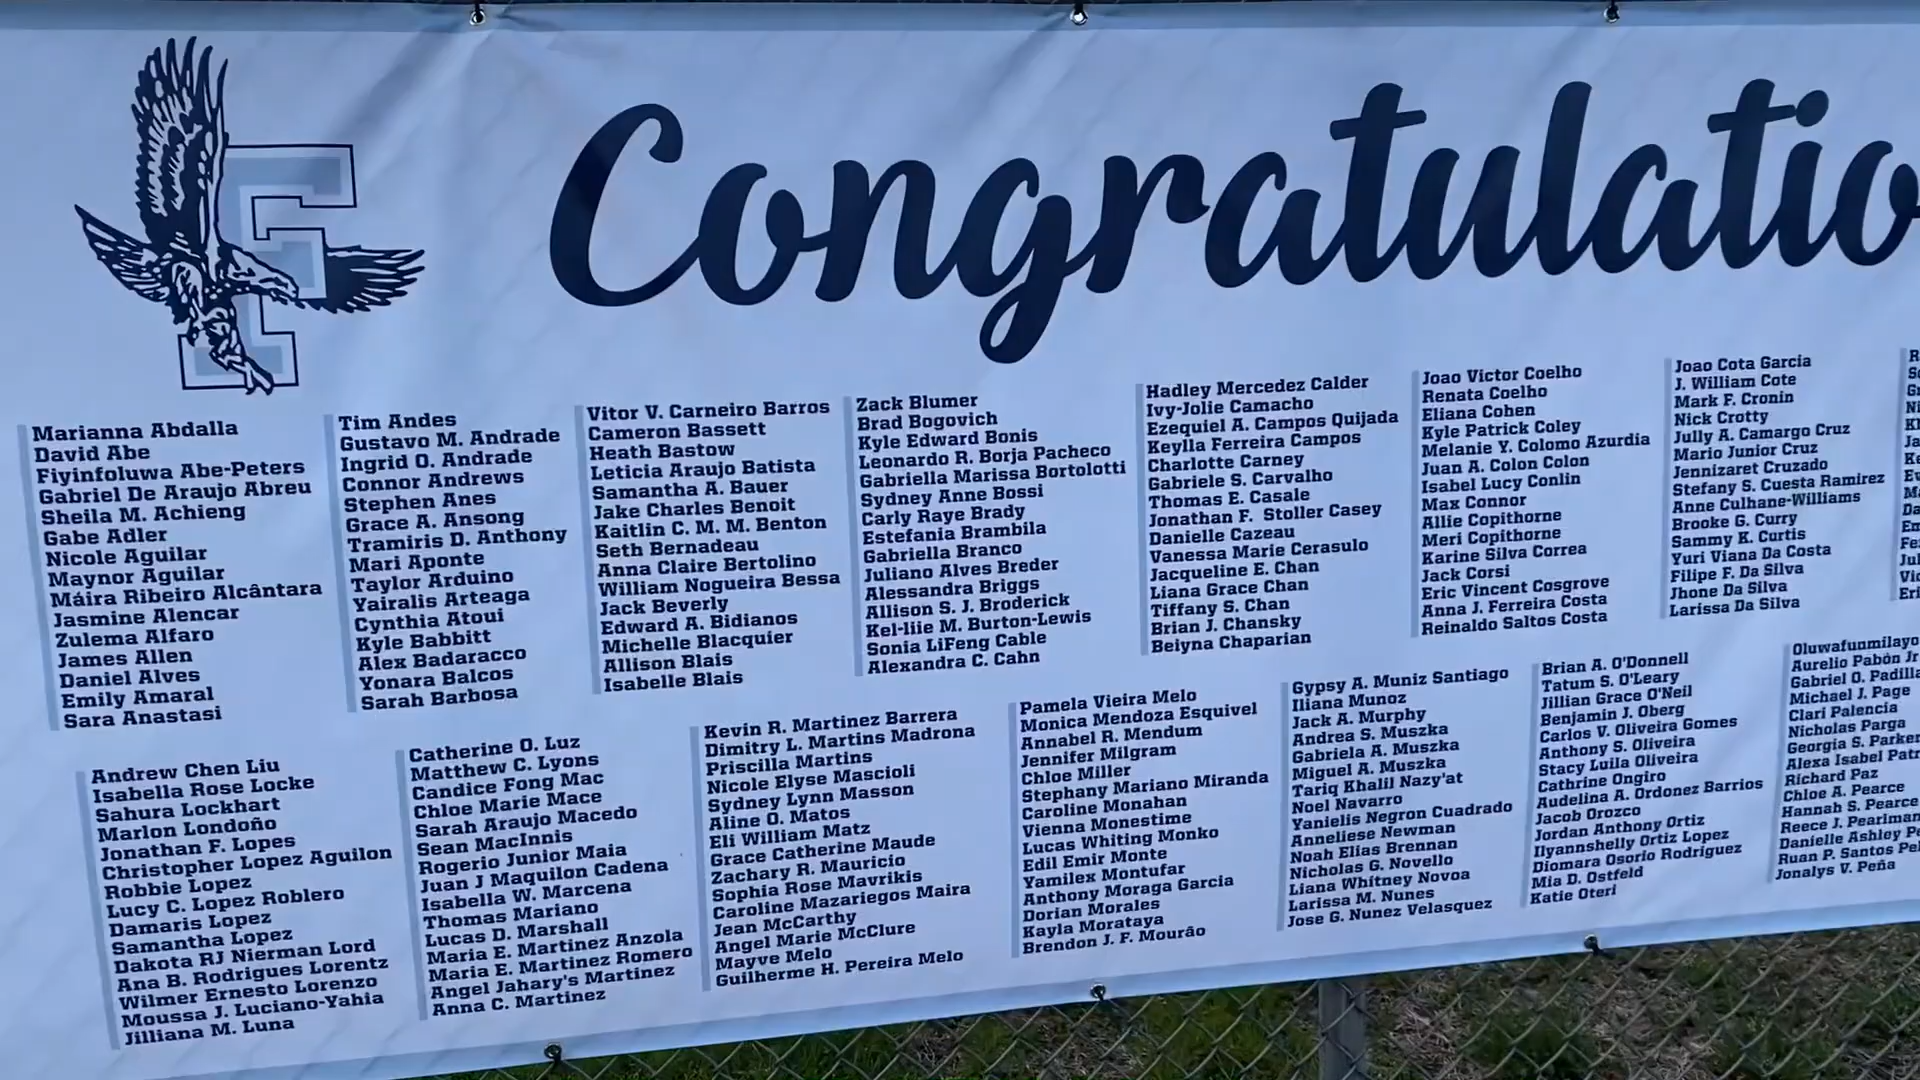 F
Congratulatio
Marianna Abdalla
David Abe
Fiyinfoluwa Abe-Peters
Gabriel De Araujo Abreu
Sheila M. Achieng
Gabe Adler
Nicole Aguilar
Maynor Aguilar
Máira Ribeiro Alcântara
Jasmine Alencar
Zulema Alfaro
James Allen
Daniel Alves
Emily Amaral
Sara Anastasi
Tim Andes
Gustavo M. Andrade
Ingrid O. Andrade
Connor Andrews
Stephen Anes
Grace A. Ansong
Tramiris D. Anthony
Mari Aponte
Taylor Arduino
Yairalis Arteaga
Cynthia Atoui
Kyle Babbitt
Alex Badaracco
Yonara Balcos
Sarah Barbosa
Vitor V. Carneiro Barros
Cameron Bassett
Heath Bastow
Leticia Araujo Batista
Samantha A. Bauer
Jake Charles Benoit
Kaitlin C. M. M. Benton
Seth Bernadeau
Anna Claire Bertolino
William Nogueira Bessa
Jack Beverly
Edward A. Bidianos
Michelle Blacquier
Allison Blais
Isabelle Blais
Zack Blumer
Brad Bogovich
Kyle Edward Bonis
Leonardo R. Borja Pacheco
Gabriella Marissa Bortolotti
Sydney Anne Bossi
Carly Raye Brady
Estefania Brambila
Gabriella Branco
Juliano Alves Breder
Alessandra Briggs
Allison S. J. Broderick
Kel-liie M. Burton-Lewis
Sonia LiFeng Cable
Alexandra C. Cahn
Hadley Mercedez Calder
Ivy-Jolie Camacho
Ezequiel A. Campos Quijada
Keylla Ferreira Campos
Charlotte Carney
Gabriele S. Carvalho
Thomas E. Casale
Jonathan F. Stoller Casey
Danielle Cazeau
Vanessa Marie Cerasulo
Jacqueline E. Chan
Liana Grace Chan
Tiffany S. Chan
Brian J. Chansky
Beiyna Chaparian
Joao Victor Coelho
Renata Coelho
Eliana Cohen
Kyle Patrick Coley
Melanie Y. Colomo Azurdia
Juan A. Colon Colon
Isabel Lucy Conlin
Max Connor
Allie Copithorne
Meri Copithorne
Karine Silva Correa
Jack Corsi
Eric Vincent Cosgrove
Anna J. Ferreira Costa
Reinaldo Saltos Costa
Joao Cota Garcia
J. William Cote
Mark F. Cronin
Nick Crotty
Jully A. Camargo Cruz
Mario Junior Cruz
Jennizaret Cruzado
Stefany S. Cuesta Ramirez
Anne Culhane-Williams
Brooke G. Curry
Sammy K. Curtis
Yuri Viana Da Costa
Filipe F. Da Silva
Jhone Da Silva
Larissa Da Silva
Andrew Chen Liu
Isabella Rose Locke
Sahura Lockhart
Marlon Londoño
Jonathan F. Lopes
Christopher Lopez Aguilon
Robbie Lopez
Lucy C. Lopez Roblero
Damaris Lopez
Samantha Lopez
Dakota RJ Nierman Lord
Ana B. Rodrigues Lorentz
Wilmer Ernesto Lorenzo
Moussa J. Luciano-Yahia
Jilliana M. Luna
Catherine O. Luz
Matthew C. Lyons
Candice Fong Mac
Chloe Marie Mace
Sarah Araujo Macedo
Sean MacInnis
Rogerio Junior Maia
Juan J Maquilon Cadena
Isabella W. Marcena
Thomas Mariano
Lucas D. Marshall
Maria E. Martinez Anzola
Maria E. Martinez Romero
Angel Jahary's Martinez
Anna C. Martinez
Kevin R. Martinez Barrera
Dimitry L. Martins Madrona
Priscilla Martins
Nicole Elyse Mascioli
Sydney Lynn Masson
Aline O. Matos
Eli William Matz
Grace Catherine Maude
Zachary R. Mauricio
Sophia Rose Mavrikis
Caroline Mazariegos Maira
Jean McCarthy
Angel Marie McClure
Mayve Melo
Guilherme H. Pereira Melo
Pamela Vieira Melo
Monica Mendoza Esquivel
Annabel R. Mendum
Jennifer Milgram
Chloe Miller
Stephany Mariano Miranda
Caroline Monahan
Vienna Monestime
Lucas Whiting Monko
Edil Emir Monte
Yamilex Montufar
Anthony Moraga Garcia
Dorian Morales
Kayla Morataya
Brendon J. F. Mourão
Gypsy A. Muniz Santiago
Iliana Munoz
Jack A. Murphy
Andrea S. Muszka
Gabriela A. Muszka
Miguel A. Muszka
Tariq Khalil Nazy'at
Noel Navarro
Yanielis Negron Cuadrado
Anneliese Newman
Noah Elias Brennan
Nicholas G. Novello
Liana Whitney Novoa
Larissa M. Nunes
Jose G. Nunez Velasquez
Brian A. O'Donnell
Tatum S. O'Leary
Jillian Grace O'Neil
Benjamin J. Oberg
Carlos V. Oliveira Gomes
Anthony S. Oliveira
Stacy Luila Oliveira
Cathrine Ongiro
Audelina A. Ordonez Barrios
Jacob Orozco
Jordan Anthony Ortiz
Ilyannshelly Ortiz Lopez
Diomara Osorio Rodriguez
Mia D. Ostfeld
Katie Oteri
Oluwafunmilayo
Aurelio Pabón Jr
Gabriel O. Padilla
Michael J. Page
Clari Palencia
Nicholas Parga
Georgia S. Parker
Alexa Isabel Patr
Richard Paz
Chloe A. Pearce
Hannah S. Pearce
Reece J. Pearlman
Danielle Ashley Pe
Ruan P. Santos Pe
Jonalys V. Peña